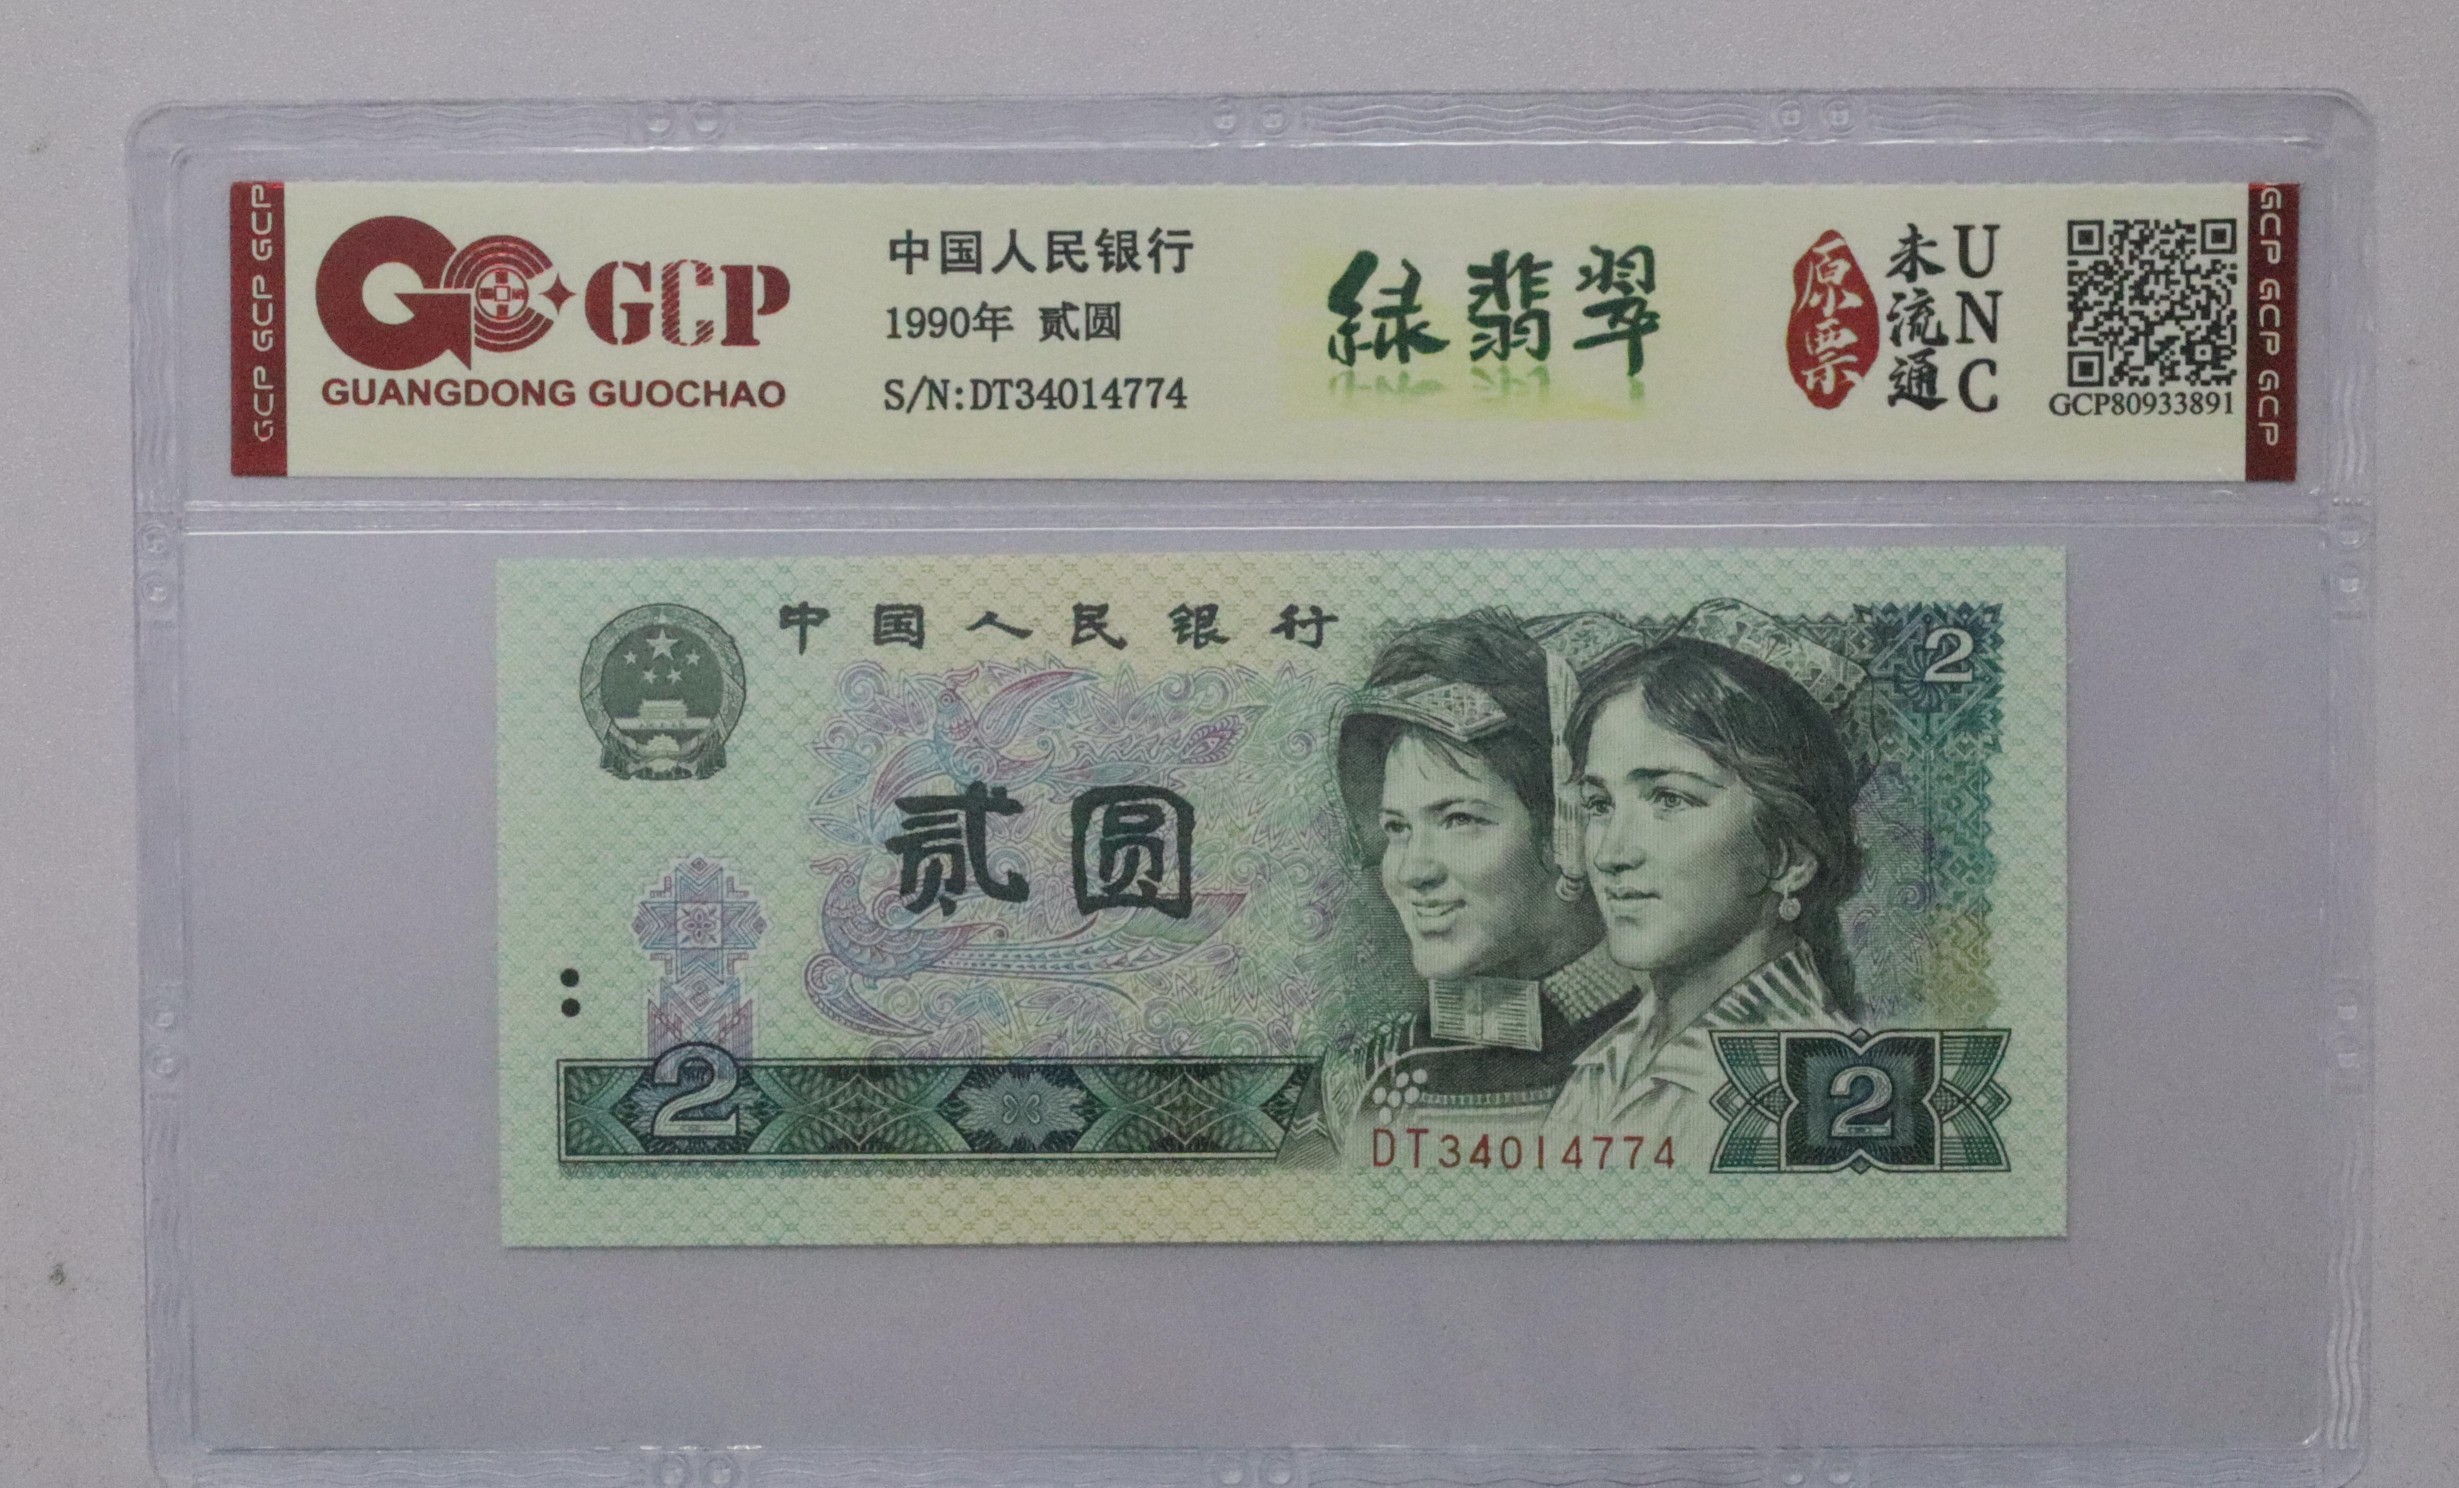 GCP GCP GCP
GCP
GUANGDONG GUOCHAO
中国人民银行
1990年 贰圆
S/N:DT34014774
绿翡翠
原票
未流通
UNC
GCP80933891
GCP GCP GCP
中国人民银行
2
贰圆
2
DT34014774
2